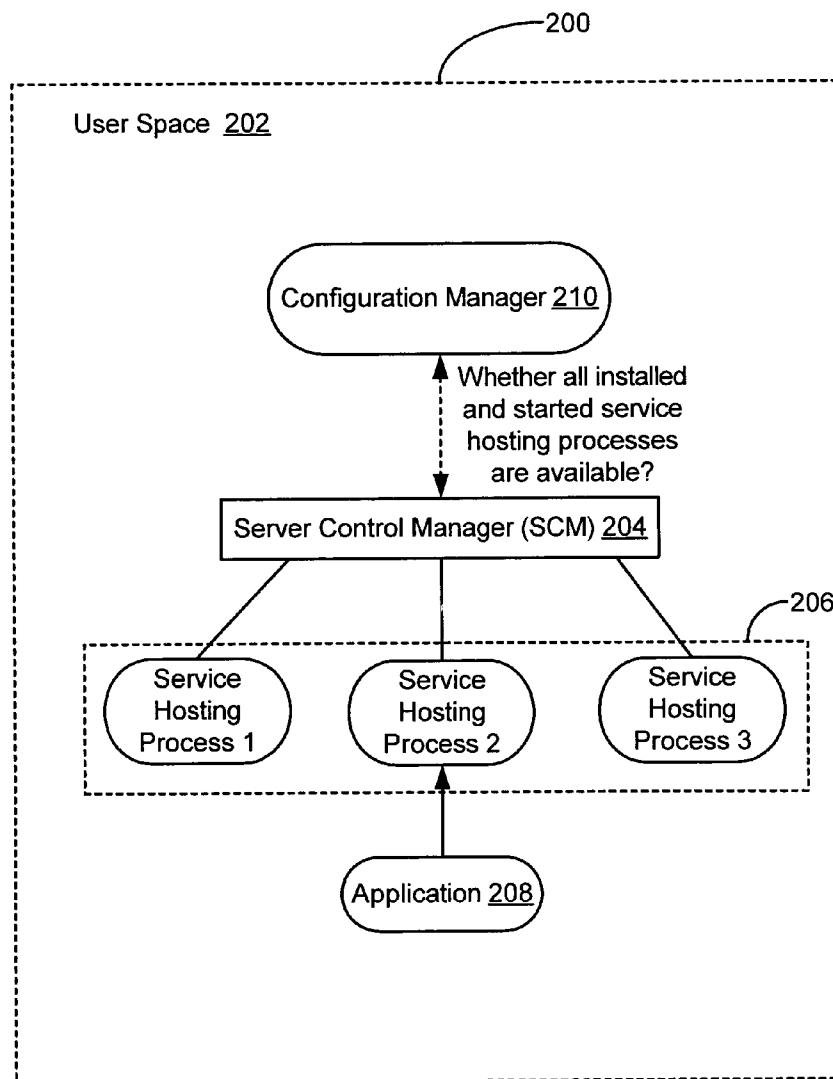 200
User Space 202
Configuration Manager 210
Whether all installed
and started service
hosting processes
are available?
Server Control Manager (SCM) 204
206
Service
Hosting
Process 1
Service
Hosting
Process 2
Service
Hosting
Process 3
Application 208